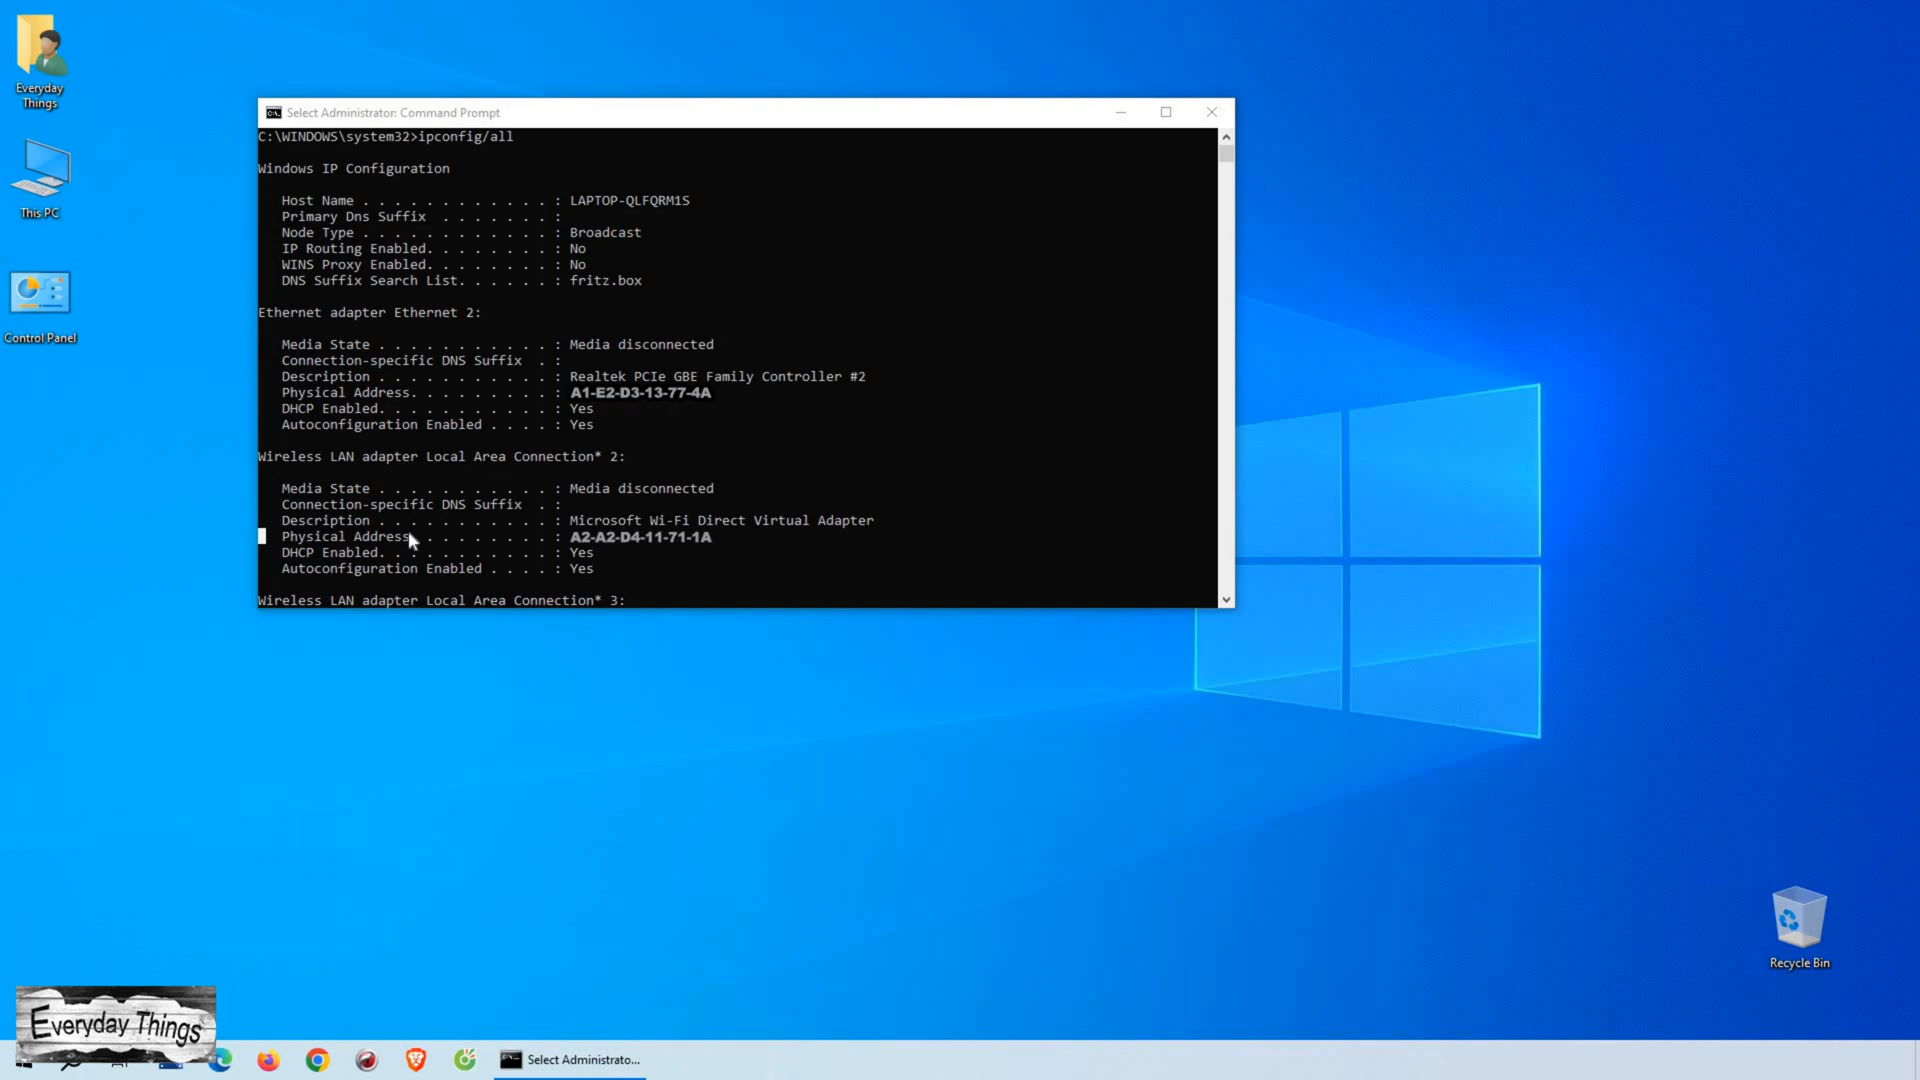 Everyday
Things
This PC
Control Panel
Select Administrator: Command Prompt
C:\WINDOWS\system32>ipconfig/all
Windows IP Configuration
Host Name . . . . . . . . . . . . : LAPTOP-QLFQRM1S
Primary Dns Suffix  . . . . . . . :
Node Type . . . . . . . . . . . . : Broadcast
IP Routing Enabled. . . . . . . . : No
WINS Proxy Enabled. . . . . . . . : No
DNS Suffix Search List. . . . . . : fritz.box
Ethernet adapter Ethernet 2:
Media State . . . . . . . . . . . : Media disconnected
Connection-specific DNS Suffix  . :
Description . . . . . . . . . . . : Realtek PCIe GBE Family Controller #2
Physical Address. . . . . . . . . : A1-E2-D3-13-77-4A
DHCP Enabled. . . . . . . . . . . : Yes
Autoconfiguration Enabled . . . . : Yes
Wireless LAN adapter Local Area Connection* 2:
Media State . . . . . . . . . . . : Media disconnected
Connection-specific DNS Suffix  . :
Description . . . . . . . . . . . : Microsoft Wi-Fi Direct Virtual Adapter
Physical Address. . . . . . . . . : A2-A2-D4-11-71-1A
DHCP Enabled. . . . . . . . . . . : Yes
Autoconfiguration Enabled . . . . : Yes
Wireless LAN adapter Local Area Connection* 3:
Recycle Bin
Everyday Things
Select Administrato...